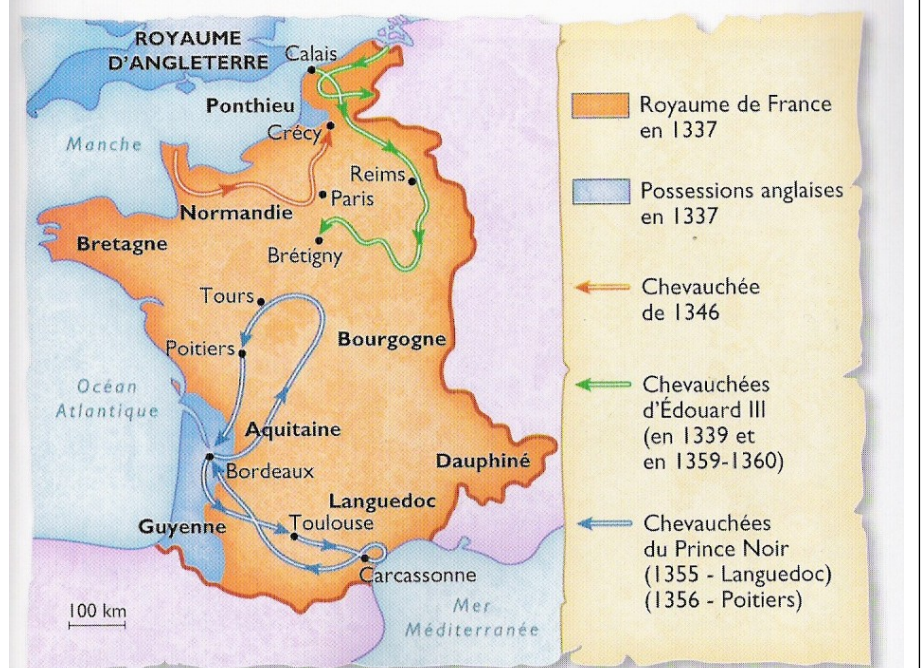 ROYAUME
D'ANGLETERRE
Calais
Ponthieu
Crécy
Manche
Reims
Paris
Normandie
Bretagne
Brétigny
Tours
Bourgogne
Poitiers
Océan
Atlantique
Aquitaine
Bordeaux
Dauphiné
Languedoc
Guyenne
Toulouse
Carcassonne
100 km
Mer
Méditerranée
Royaume de France
en 1337
Possessions anglaises
en 1337
Chevauchée
de 1346
Chevauchées
d'Édouard III
(en 1339 et
en 1359-1360)
Chevauchées
du Prince Noir
(1355 - Languedoc)
(1356 - Poitiers)